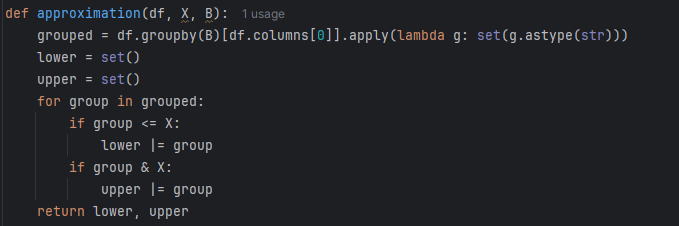 def approximation(df, X, B):  1 usage
    grouped = df.groupby(B)[df.columns[0]].apply(lambda g: set(g.astype(str)))
    lower = set()
    upper = set()
    for group in grouped:
        if group <= X:
            lower |= group
        if group & X:
            upper |= group
    return lower, upper